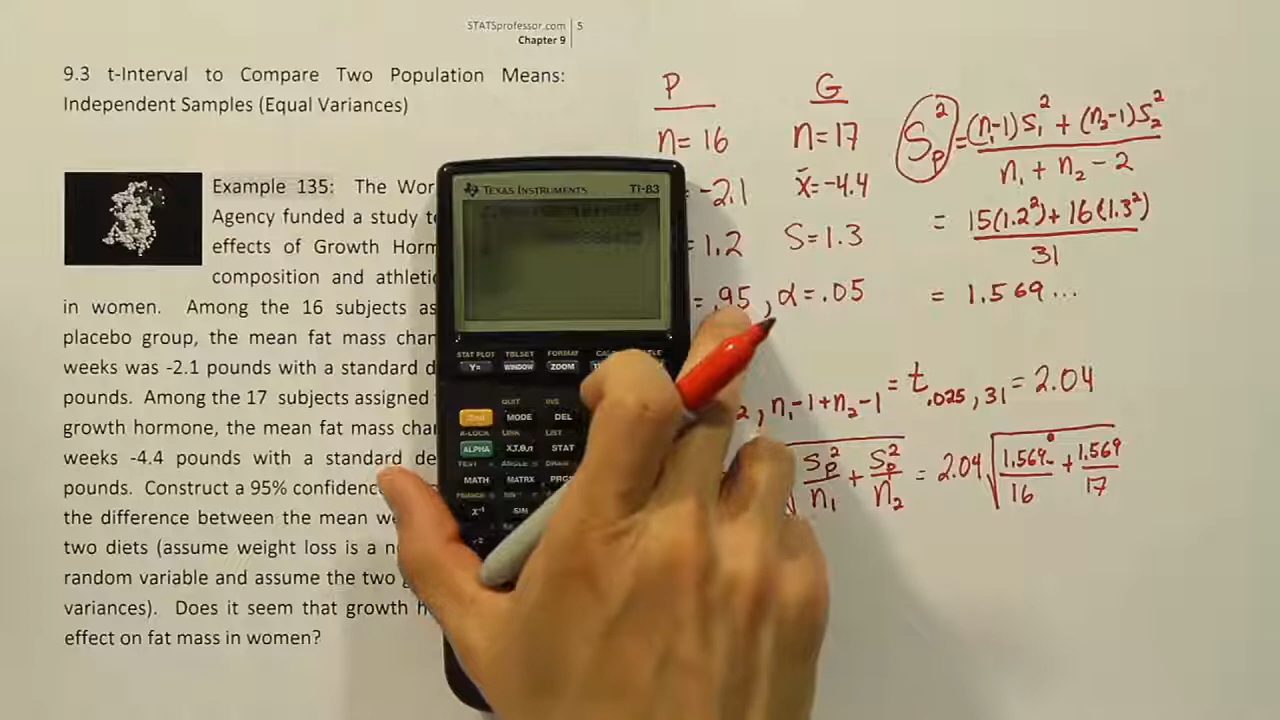 STATSprofessor.com 5
Chapter 9
9.3 t-Interval to Compare Two Population Means:
Independent Samples (Equal Variances)
Example 135: The Wor
Agency funded a study t
effects of Growth Horm
composition and athleti
in women. Among the 16 subjects as
placebo group, the mean fat mass chan
weeks was -2.1 pounds with a standard d
pounds. Among the 17 subjects assigned
growth hormone, the mean fat mass chan
weeks -4.4 pounds with a standard de
pounds. Construct a 95% confidenc
the difference between the mean we
two diets (assume weight loss is a n
random variable and assume the two
variances). Does it seem that growth h
effect on fat mass in women?
TEXAS INSTRUMENTS TI-83
STAT PLOT TBLSET FORMAT
Y= WINDOW ZOOM
QUIT INS
2nd MODE DEL
A-LOCK LINK LIST
ALPHA X,T,θ,n STAT
TEST ANGLE
MATH MATRX
x⁻¹ SIN
x²
P G
n=16 n=17
-2.1 x̄=-4.4
=1.2 S=1.3
= .95, α=.05
Sp² = (n₁-1)S₁² + (n₂-1)S₂² / n₁ + n₂ - 2
= 15(1.2²) + 16(1.3²) / 31
= 1.569...
2, n₁-1+n₂-1 = t.025, 31 = 2.04
√ Sp²/n₁ + Sp²/n₂ = 2.04 √ 1.569.../16 + 1.569/17